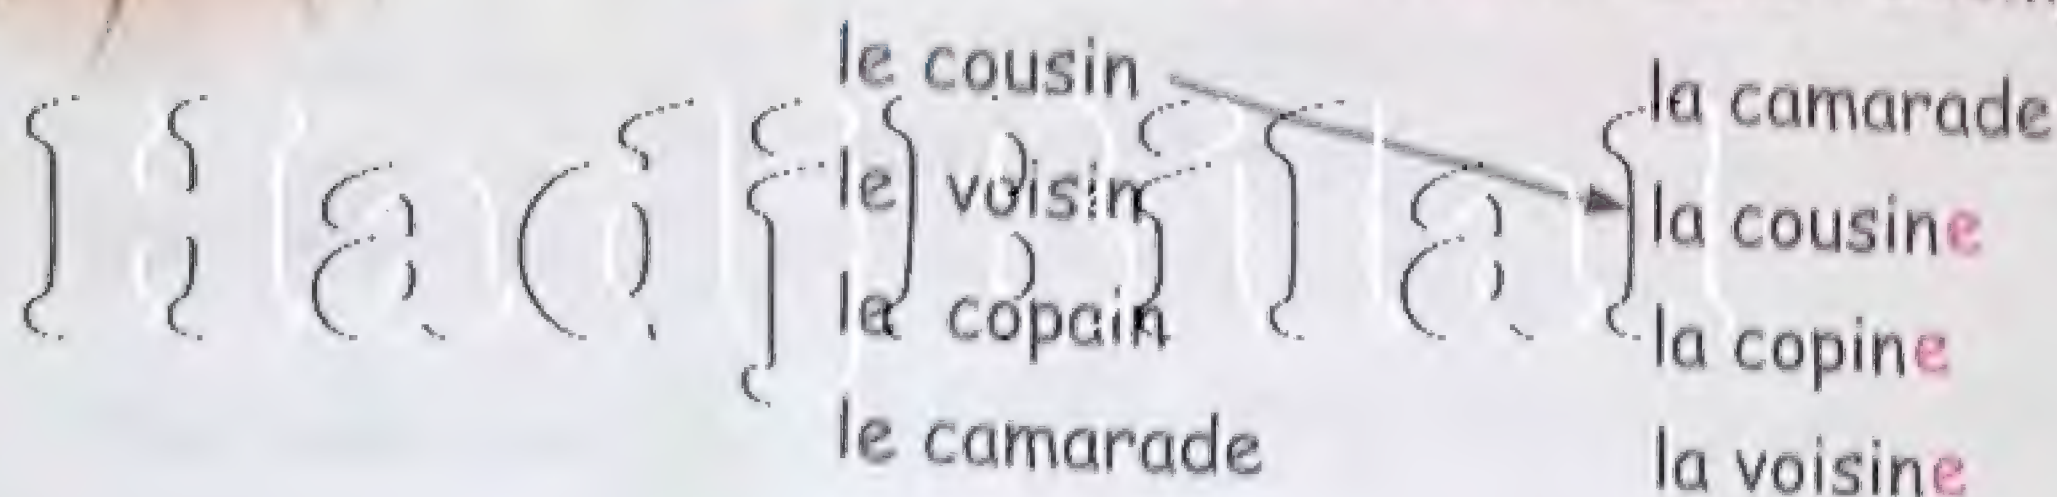 le cousin
le voisin
le copain
le camarade
la camarade
la cousine
la copine
la voisine